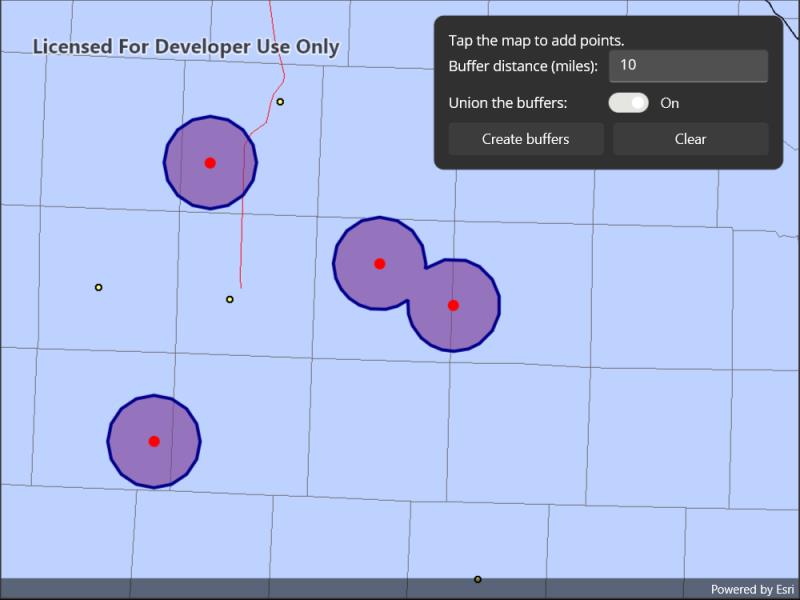 Licensed For Developer Use Only
Tap the map to add points.
Buffer distance (miles): 10
Union the buffers: On
Create buffers Clear
Powered by Esri